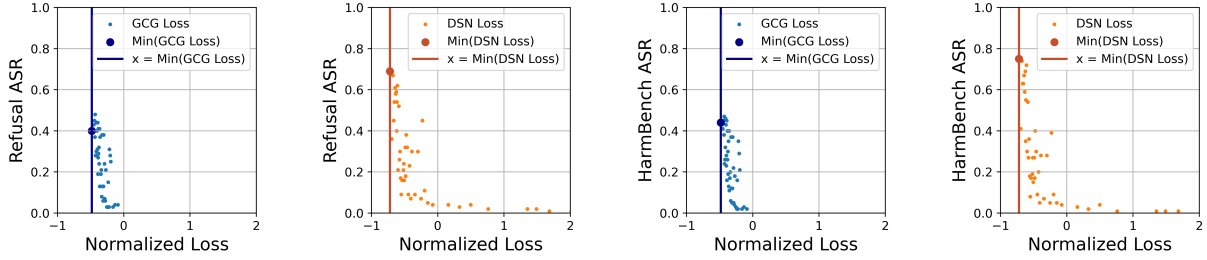 Refusal ASR
1.0
0.8
0.6
0.4
0.2
0.0
−1
0
1
2
Normalized Loss
GCG Loss
Min(GCG Loss)
x = Min(GCG Loss)
Refusal ASR
1.0
0.8
0.6
0.4
0.2
0.0
−1
0
1
2
Normalized Loss
DSN Loss
Min(DSN Loss)
x = Min(DSN Loss)
HarmBench ASR
1.0
0.8
0.6
0.4
0.2
0.0
−1
0
1
2
Normalized Loss
GCG Loss
Min(GCG Loss)
x = Min(GCG Loss)
HarmBench ASR
1.0
0.8
0.6
0.4
0.2
0.0
−1
0
1
2
Normalized Loss
DSN Loss
Min(DSN Loss)
x = Min(DSN Loss)